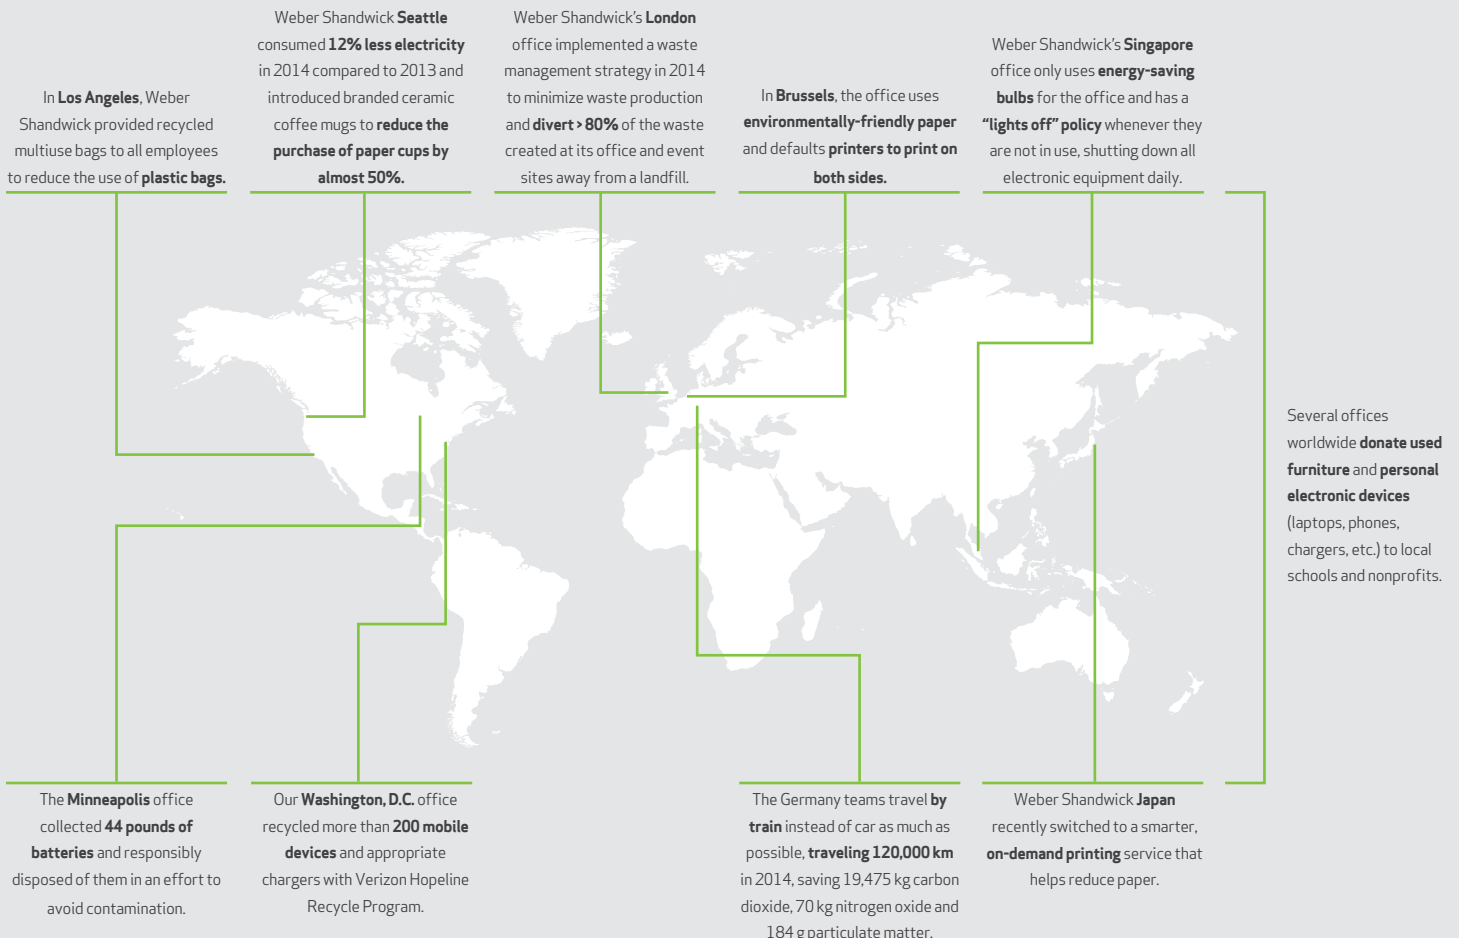 In Los Angeles, Weber
Shandwick provided recycled
multiuse bags to all employees
to reduce the use of plastic bags.
Weber Shandwick Seattle
consumed 12% less electricity
in 2014 compared to 2013 and
introduced branded ceramic
coffee mugs to reduce the
purchase of paper cups by
almost 50%.
Weber Shandwick's London
office implemented a waste
management strategy in 2014
to minimize waste production
and divert > 80% of the waste
created at its office and event
sites away from a landfill.
In Brussels, the office uses
environmentally-friendly paper
and defaults printers to print on
both sides.
Weber Shandwick's Singapore
office only uses energy-saving
bulbs for the office and has a
“lights off” policy whenever they
are not in use, shutting down all
electronic equipment daily.
Several offices
worldwide donate used
furniture and personal
electronic devices
(laptops, phones,
chargers, etc.) to local
schools and nonprofits.
The Minneapolis office
collected 44 pounds of
batteries and responsibly
disposed of them in an effort to
avoid contamination.
Our Washington, D.C. office
recycled more than 200 mobile
devices and appropriate
chargers with Verizon Hopeline
Recycle Program.
The Germany teams travel by
train instead of car as much as
possible, traveling 120,000 km
in 2014, saving 19,475 kg carbon
dioxide, 70 kg nitrogen oxide and
184 g particulate matter.
Weber Shandwick Japan
recently switched to a smarter,
on-demand printing service that
helps reduce paper.